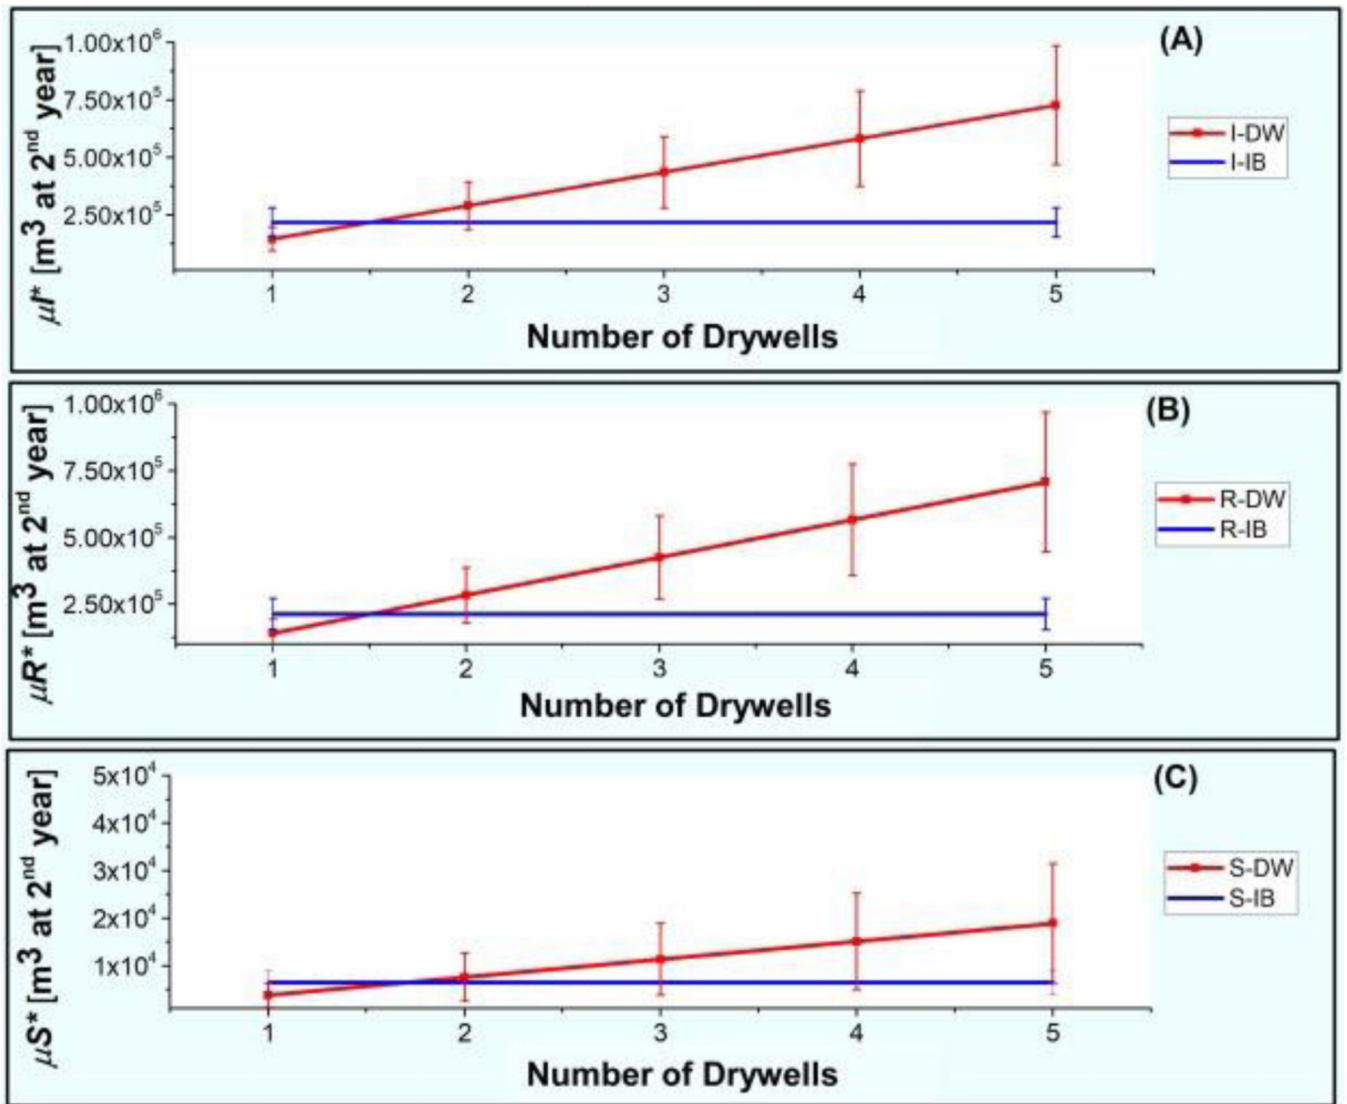 (A)
μI* [m³ at 2ⁿᵈ year]
1.00x10⁶
7.50x10⁵
5.00x10⁵
2.50x10⁵
1 2 3 4 5
Number of Drywells
I-DW
I-IB
(B)
μR* [m³ at 2ⁿᵈ year]
1.00x10⁶
7.50x10⁵
5.00x10⁵
2.50x10⁵
1 2 3 4 5
Number of Drywells
R-DW
R-IB
(C)
μS* [m³ at 2ⁿᵈ year]
5x10⁴
4x10⁴
3x10⁴
2x10⁴
1x10⁴
1 2 3 4 5
Number of Drywells
S-DW
S-IB